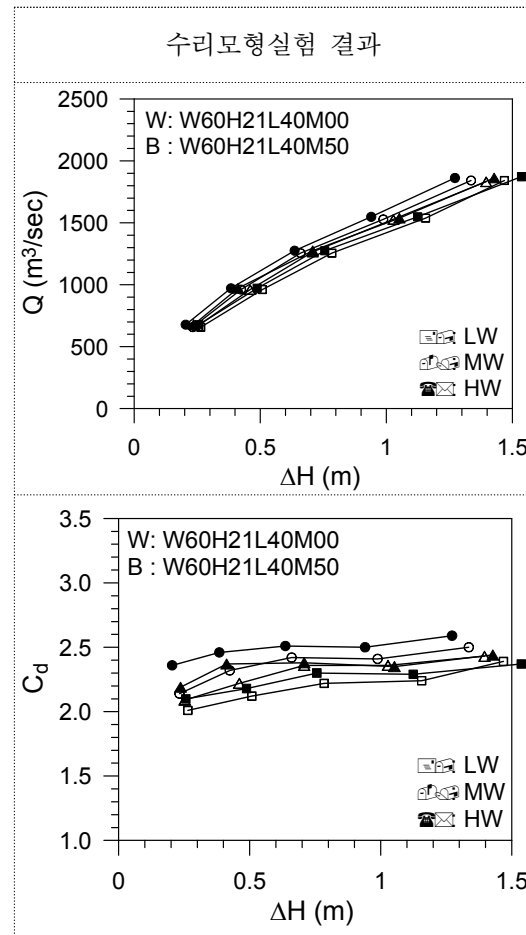 수리모형실험 결과
2500
2000
1500
1000
500
0
Q (m³/sec)
W: W60H21L40M00
B : W60H21L40M50
LW
MW
HW
0 0.5 1 1.5
ΔH (m)
3.5
3.0
2.5
2.0
1.5
1.0
C_d
W: W60H21L40M00
B : W60H21L40M50
LW
MW
HW
0 0.5 1 1.5
ΔH (m)